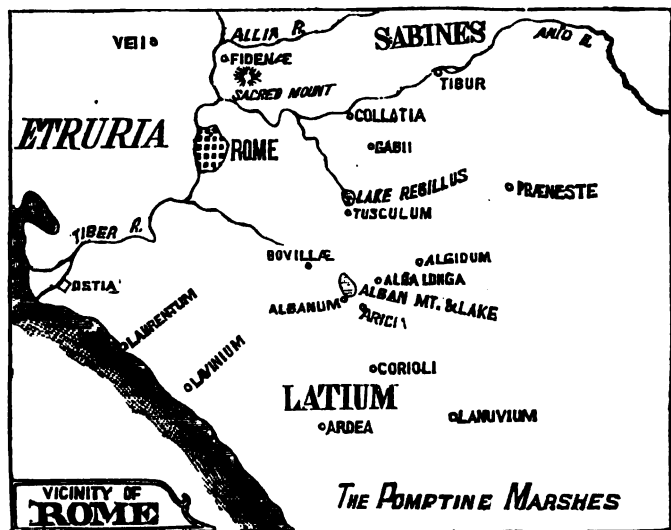 ALLIA R.
SABINES
ANIO R.
VEII
FIDENÆ
TIBUR
SACRED MOUNT
COLLATIA
ETRURIA
ROME
GABII
LAKE REGILLUS
PRÆNESTE
TUSCULUM
TIBER R.
BOVILLÆ
ALGIDUM
ALBA LONGA
OSTIA
ALBANUM
ALBAN MT. & LAKE
LAURENTUM
LAVINIUM
CORIOLI
LATIUM
LANUVIUM
ARDEA
VICINITY OF
ROME
THE POMPTINE MARSHES